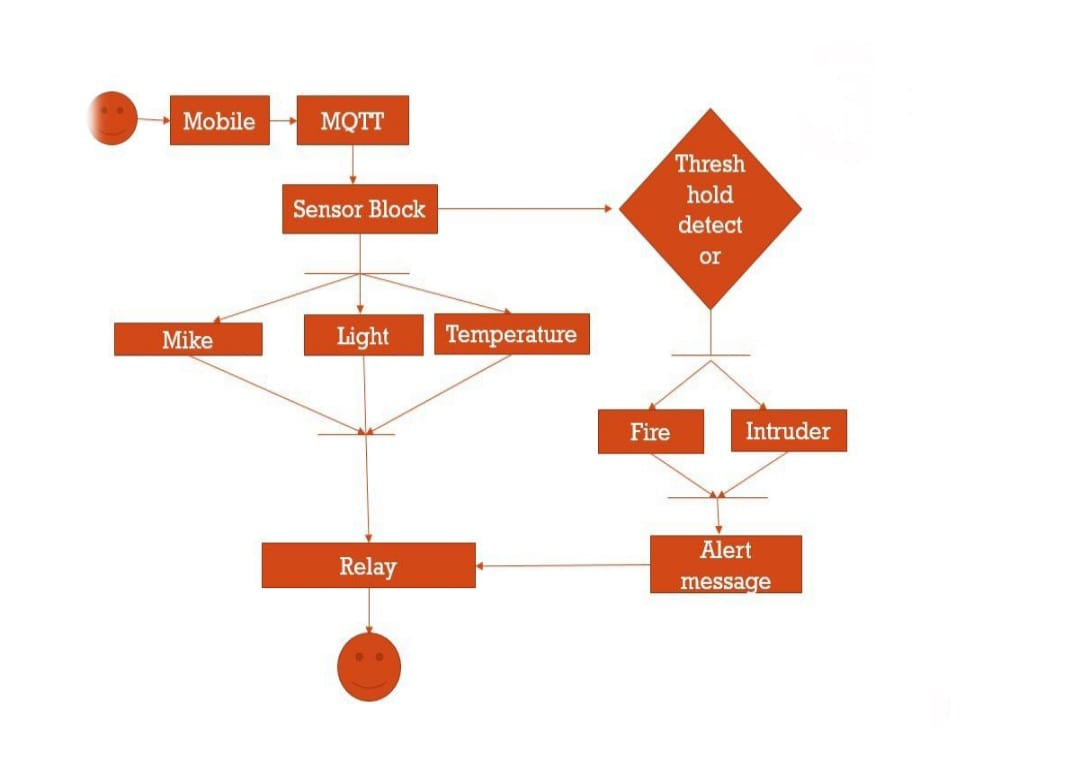 Mobile
MQTT
Sensor Block
Thresh
hold
detect
or
Mike
Light
Temperature
Fire
Intruder
Relay
Alert
message